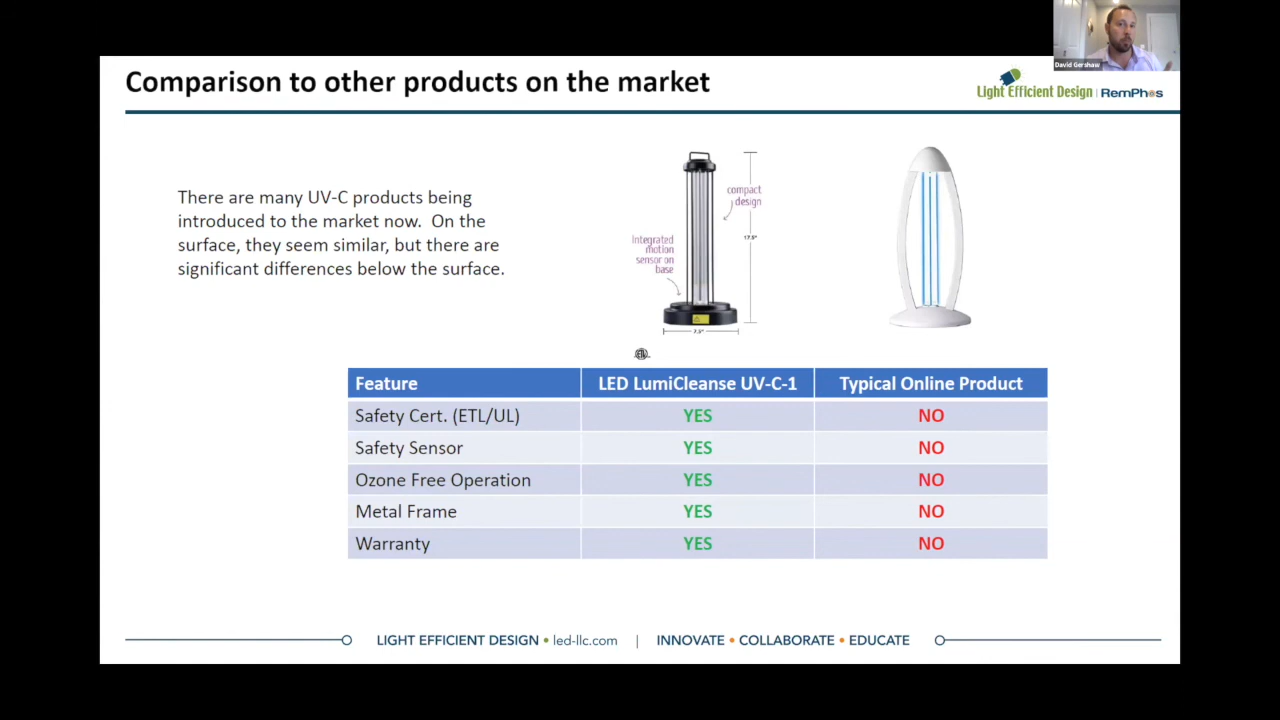 David Gershaw
Comparison to other products on the market
Light Efficient Design | RemPhos
There are many UV-C products being
introduced to the market now. On the
surface, they seem similar, but there are
significant differences below the surface.
compact
design
integrated
motion
sensor on
base
17.5"
7.5"
Feature LED LumiCleanse UV-C-1 Typical Online Product
Safety Cert. (ETL/UL) YES NO
Safety Sensor YES NO
Ozone Free Operation YES NO
Metal Frame YES NO
Warranty YES NO
LIGHT EFFICIENT DESIGN • led-llc.com | INNOVATE • COLLABORATE • EDUCATE